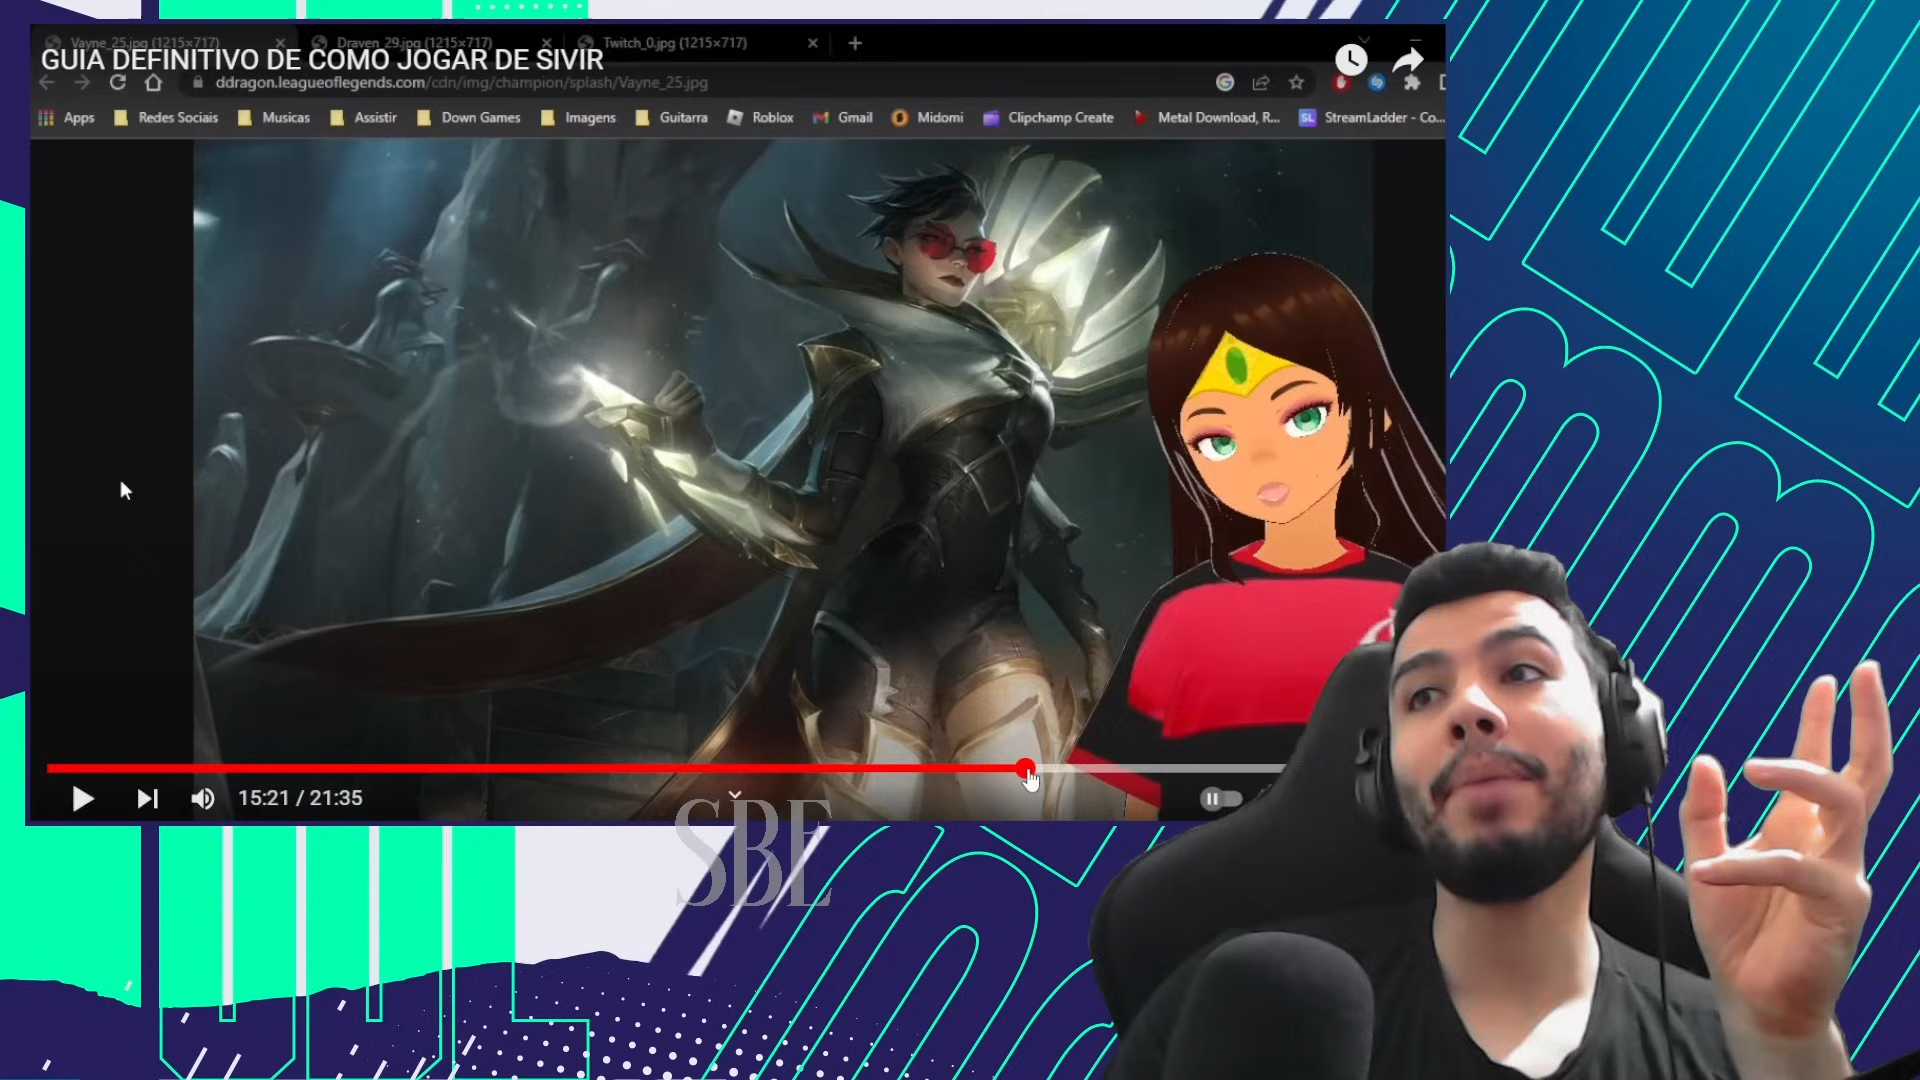 Vayne_25.jpg (1215×717)
Draven_29.jpg (1215×717)
Twitch_0.jpg (1215×717)
GUIA DEFINITIVO DE COMO JOGAR DE SIVIR
ddragon.leagueoflegends.com/cdn/img/champion/splash/Vayne_25.jpg
Apps Redes Sociais Musicas Assistir Down Games Imagens Guitarra Roblox Gmail Midomi Clipchamp Create Metal Download, R... SL StreamLadder - Co...
15:21 / 21:35
SBE